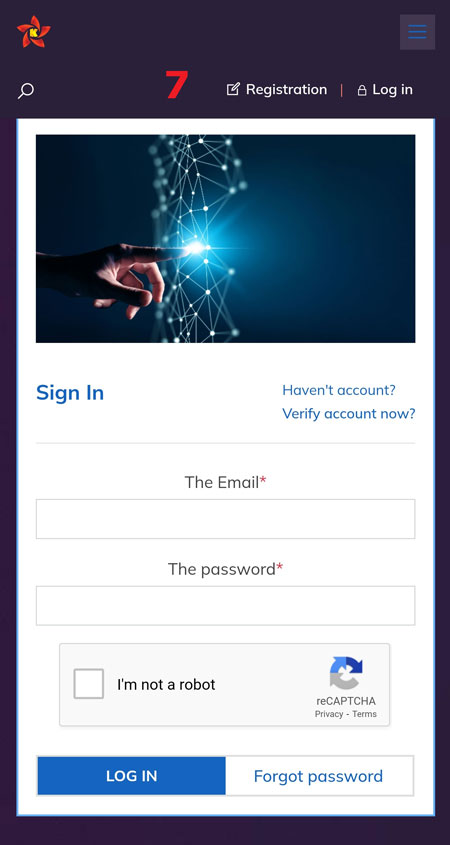 K
7
Registration | Log in
Sign In
Haven't account?
Verify account now?
The Email*
The password*
I'm not a robot
reCAPTCHA
Privacy - Terms
LOG IN
Forgot password